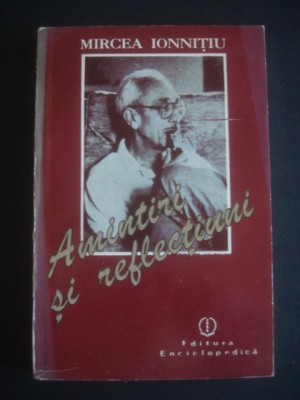 MIRCEA IONNIȚIU
Amintiri
și reflecțiuni
Editura
Enciclopedică